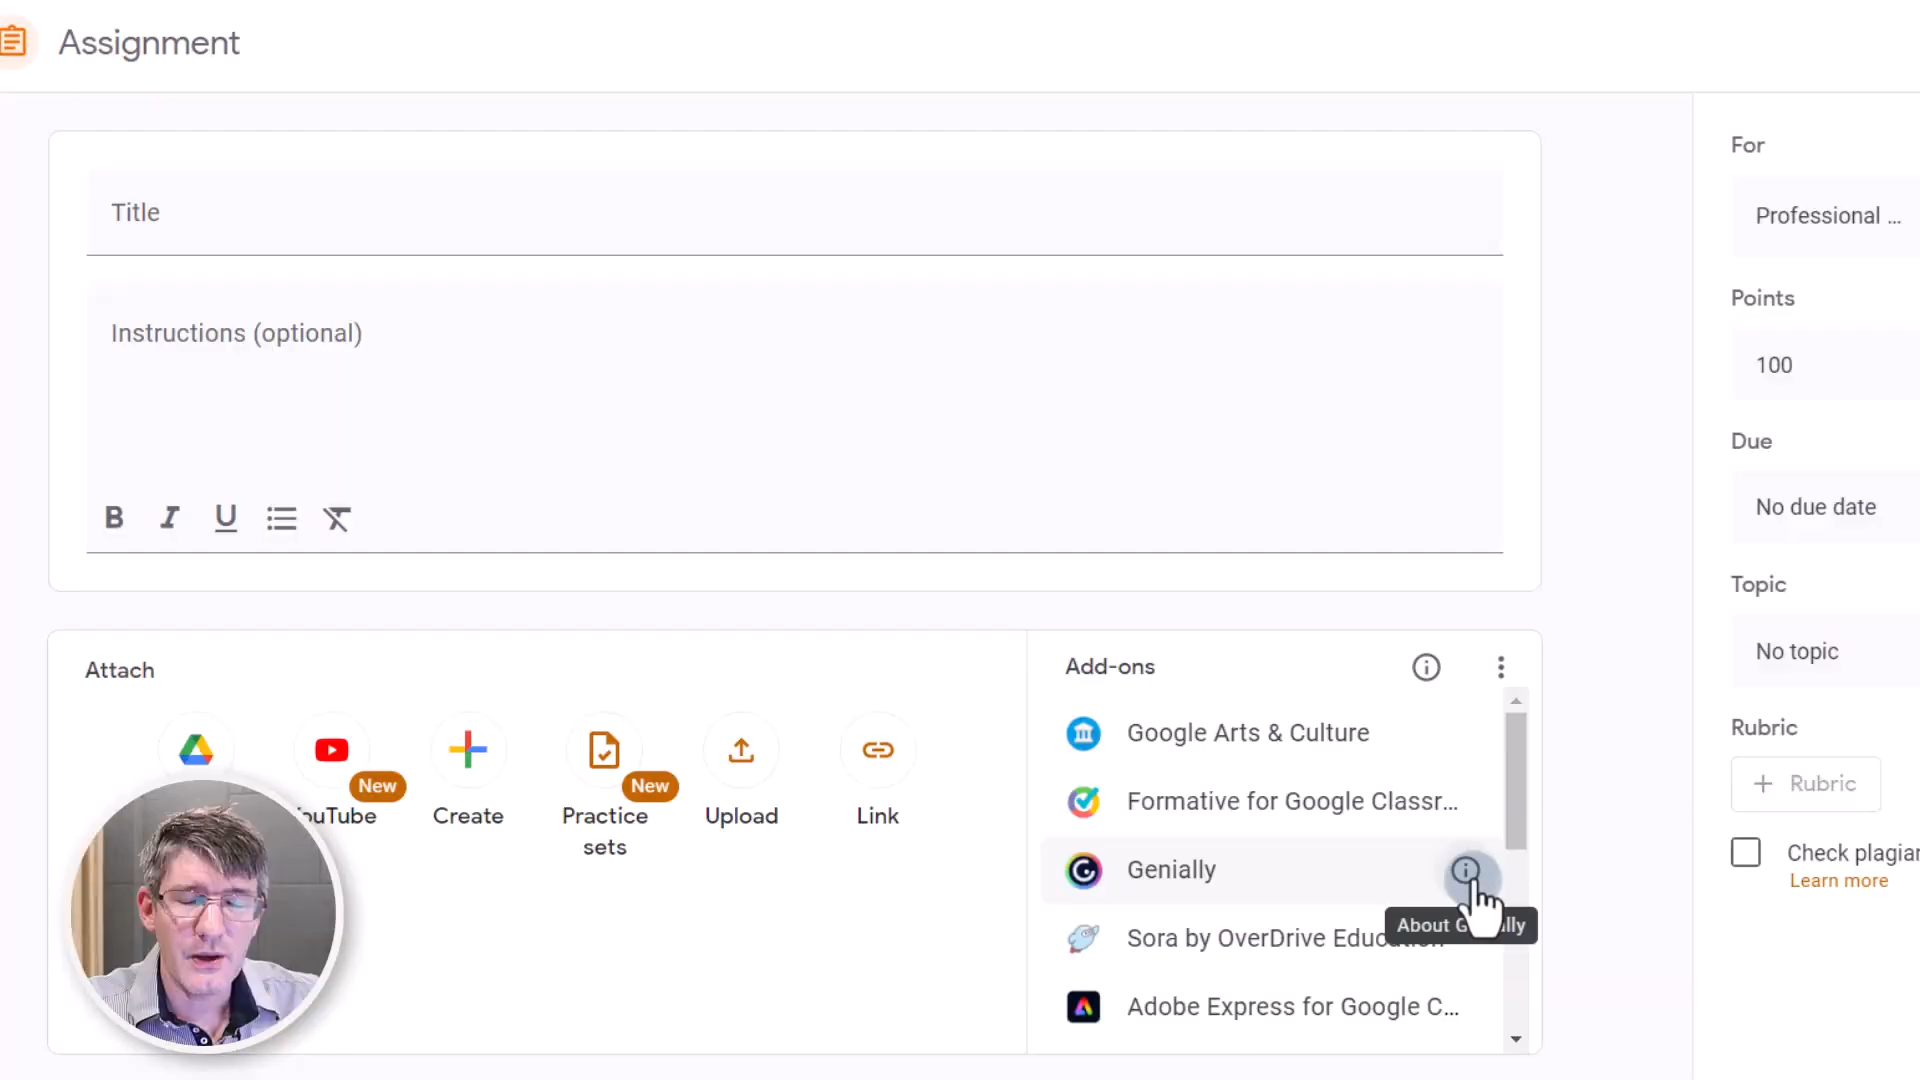 Assignment
Title
Instructions (optional)
B I U
For
Professional ...
Points
100
Due
No due date
Topic
No topic
Rubric
+ Rubric
Check plagiar
Learn more
Attach
New
New
ouTube
Create
Practice
sets
Upload
Link
Add-ons
Google Arts & Culture
Formative for Google Classr...
Genially
About G lly
Sora by OverDrive Education
Adobe Express for Google C...